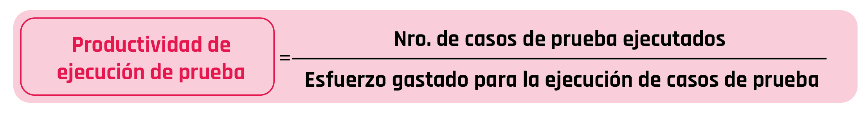 Productividad de
ejecución de prueba
=
Nro. de casos de prueba ejecutados
Esfuerzo gastado para la ejecución de casos de prueba